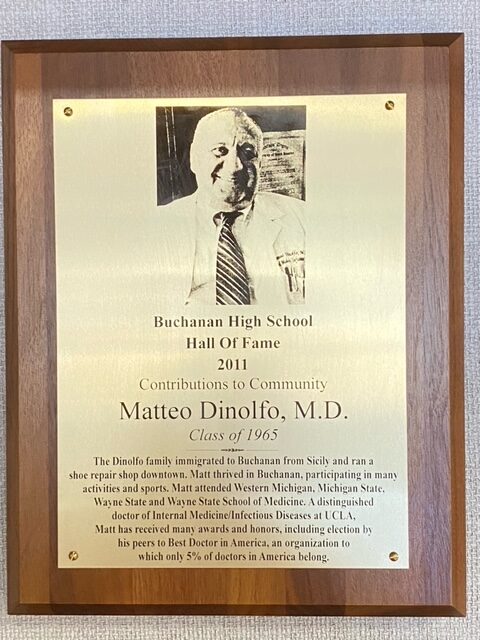 Buchanan High School
Hall Of Fame
2011
Contributions to Community
Matteo Dinolfo, M.D.
Class of 1965
The Dinolfo family immigrated to Buchanan from Sicily and ran a
shoe repair shop downtown. Matt thrived in Buchanan, participating in many
activities and sports. Matt attended Western Michigan, Michigan State,
Wayne State and Wayne State School of Medicine. A distinguished
doctor of Internal Medicine/Infectious Diseases at UCLA,
Matt has received many awards and honors, including election by
his peers to Best Doctor in America, an organization to
which only 5% of doctors in America belong.